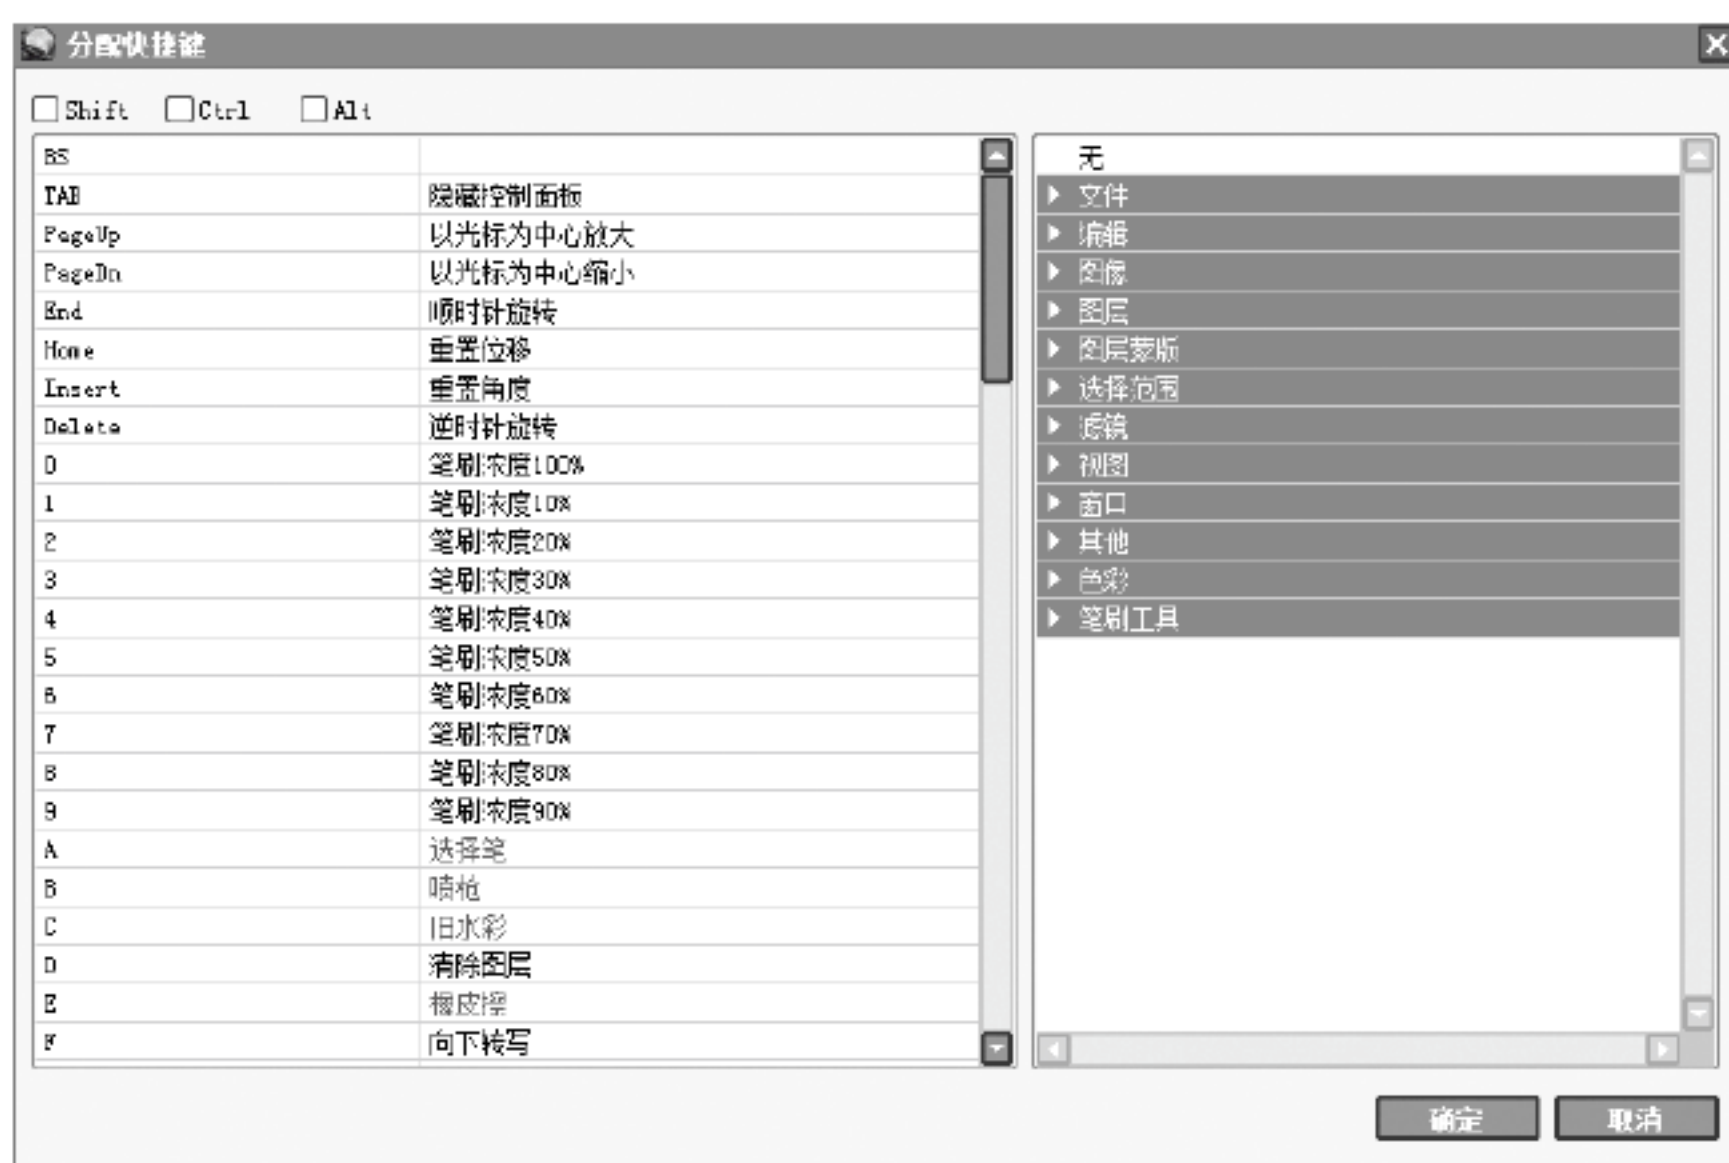 分配快捷键
Shift Ctrl Alt
BS
TAB 隐藏控制面板
PageUp 以光标为中心放大
PageDn 以光标为中心缩小
End 顺时针旋转
Home 重置位移
Insert 重置角度
Delete 逆时针旋转
0 笔刷浓度100%
1 笔刷浓度10%
2 笔刷浓度20%
3 笔刷浓度30%
4 笔刷浓度40%
5 笔刷浓度50%
6 笔刷浓度60%
7 笔刷浓度70%
8 笔刷浓度80%
9 笔刷浓度90%
A 选择笔
B 喷枪
C 旧水彩
D 清除图层
E 橡皮擦
F 向下转写
无
文件
编辑
图像
图层
图层蒙版
选择范围
滤镜
视图
窗口
其他
色彩
笔刷工具
确定 取消